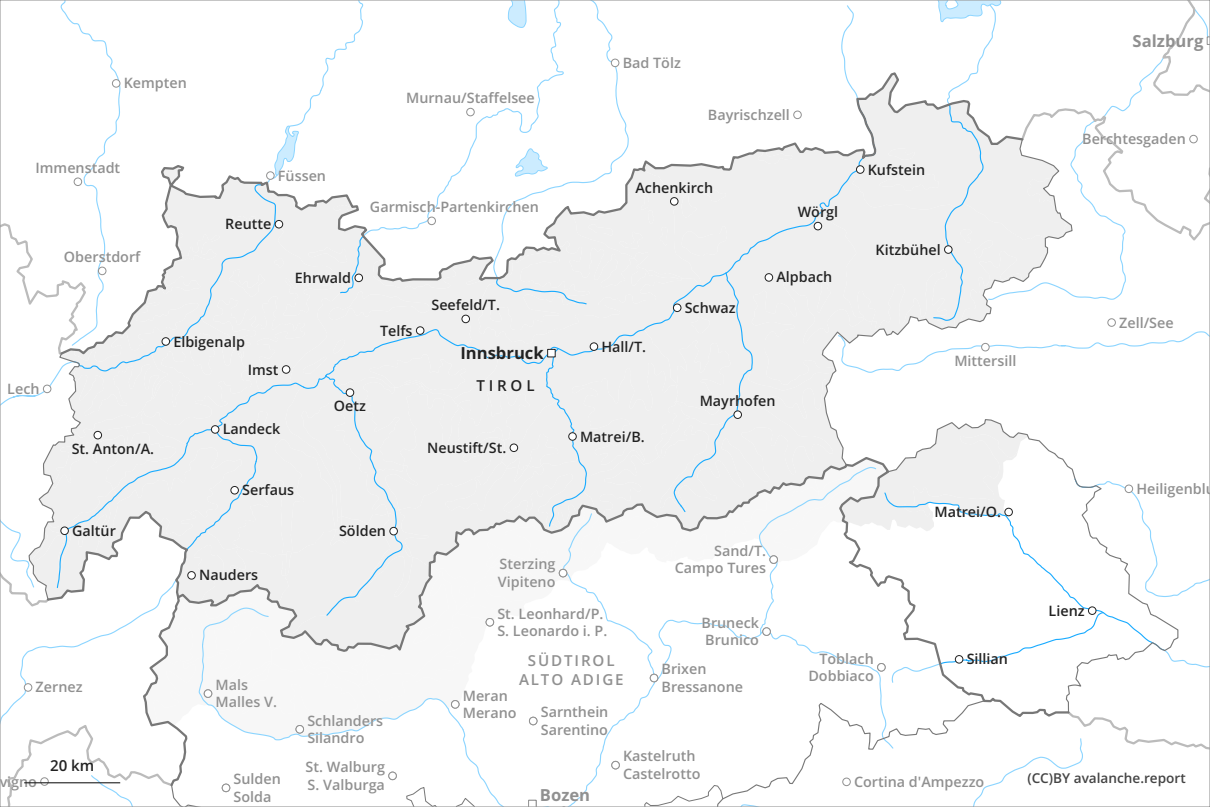 Salzburg
Bad Tölz
Kempten
Murnau/Staffelsee
Bayrischzell
Berchtesgaden
Immenstadt
Füssen
Kufstein
Achenkirch
Garmisch-Partenkirchen
Wörgl
Reutte
Kitzbühel
Oberstdorf
Ehrwald
Alpbach
Seefeld/T.
Schwaz
Zell/See
Telfs
Elbigenalp
Innsbruck
Hall/T.
Mittersill
Imst
TIROL
Lech
Oetz
Mayrhofen
Landeck
Matrei/B.
St. Anton/A.
Neustift/St.
Serfaus
Heiligenblu
Matrei/O.
Galtür
Sölden
Sand/T.
Campo Tures
Sterzing
Vipiteno
Nauders
Lienz
St. Leonhard/P.
S. Leonardo i. P.
Bruneck
Brunico
SÜDTIROL
ALTO ADIGE
Sillian
Toblach
Dobbiaco
Brixen
Bressanone
Zernez
Mals
Malles V.
Meran
Merano
Sarnthein
Sarentino
Schlanders
Silandro
Kastelruth
Castelrotto
20 km
St. Walburg
S. Valburga
vigno
Sulden
Solda
Cortina d'Ampezzo
(CC)BY avalanche.report
Bozen